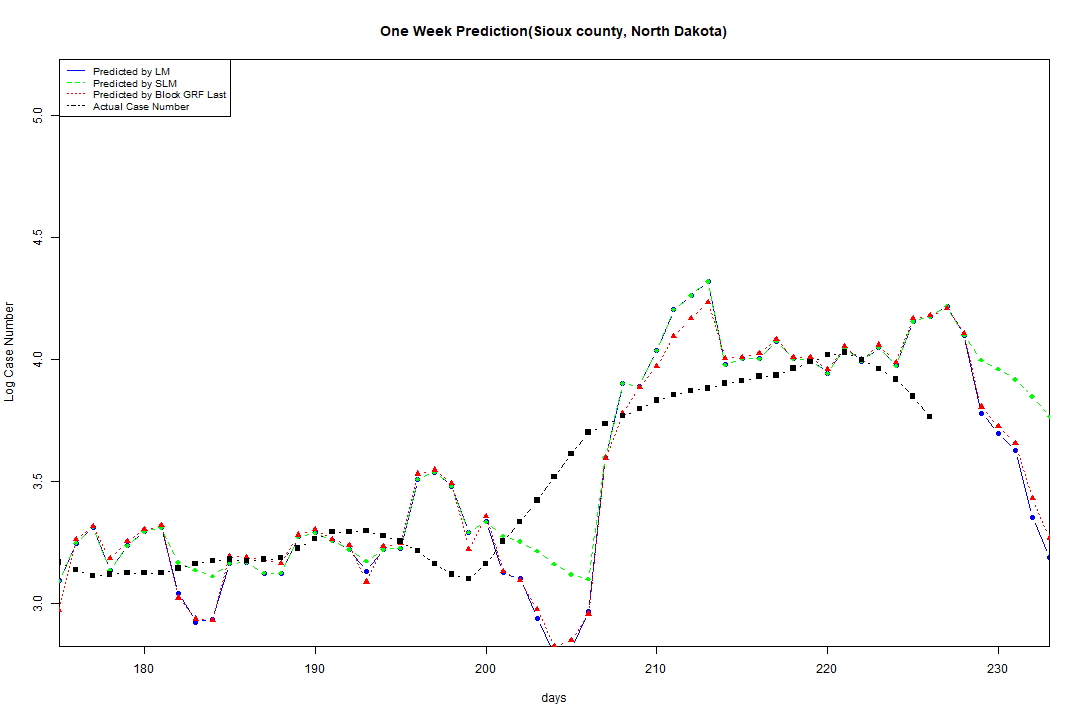 One Week Prediction(Sioux county, North Dakota)
Predicted by LM
Predicted by SLM
Predicted by Block GRF Last
Actual Case Number
5.0
4.5
4.0
3.5
3.0
Log Case Number
180
190
200
210
220
230
days